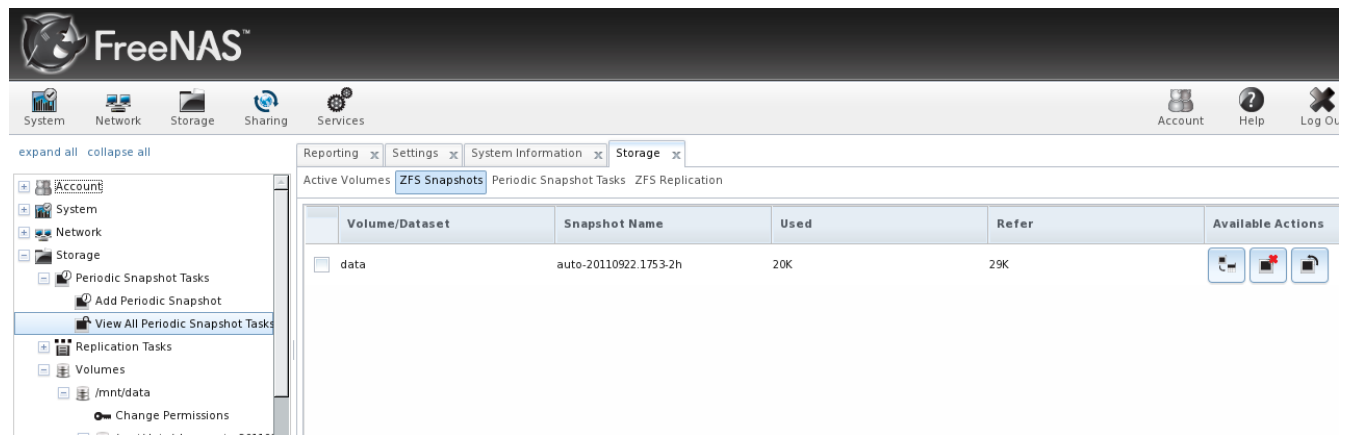 FreeNAS™
System Network Storage Sharing Services Account Help Log Ou
expand all collapse all
Reporting x Settings x System Information x Storage x
Active Volumes ZFS Snapshots Periodic Snapshot Tasks ZFS Replication
Account
System
Network
Storage
Periodic Snapshot Tasks
Add Periodic Snapshot
View All Periodic Snapshot Tasks
Replication Tasks
Volumes
/mnt/data
Change Permissions
Volume/Dataset Snapshot Name Used Refer Available Actions
data auto-20110922.1753-2h 20K 29K